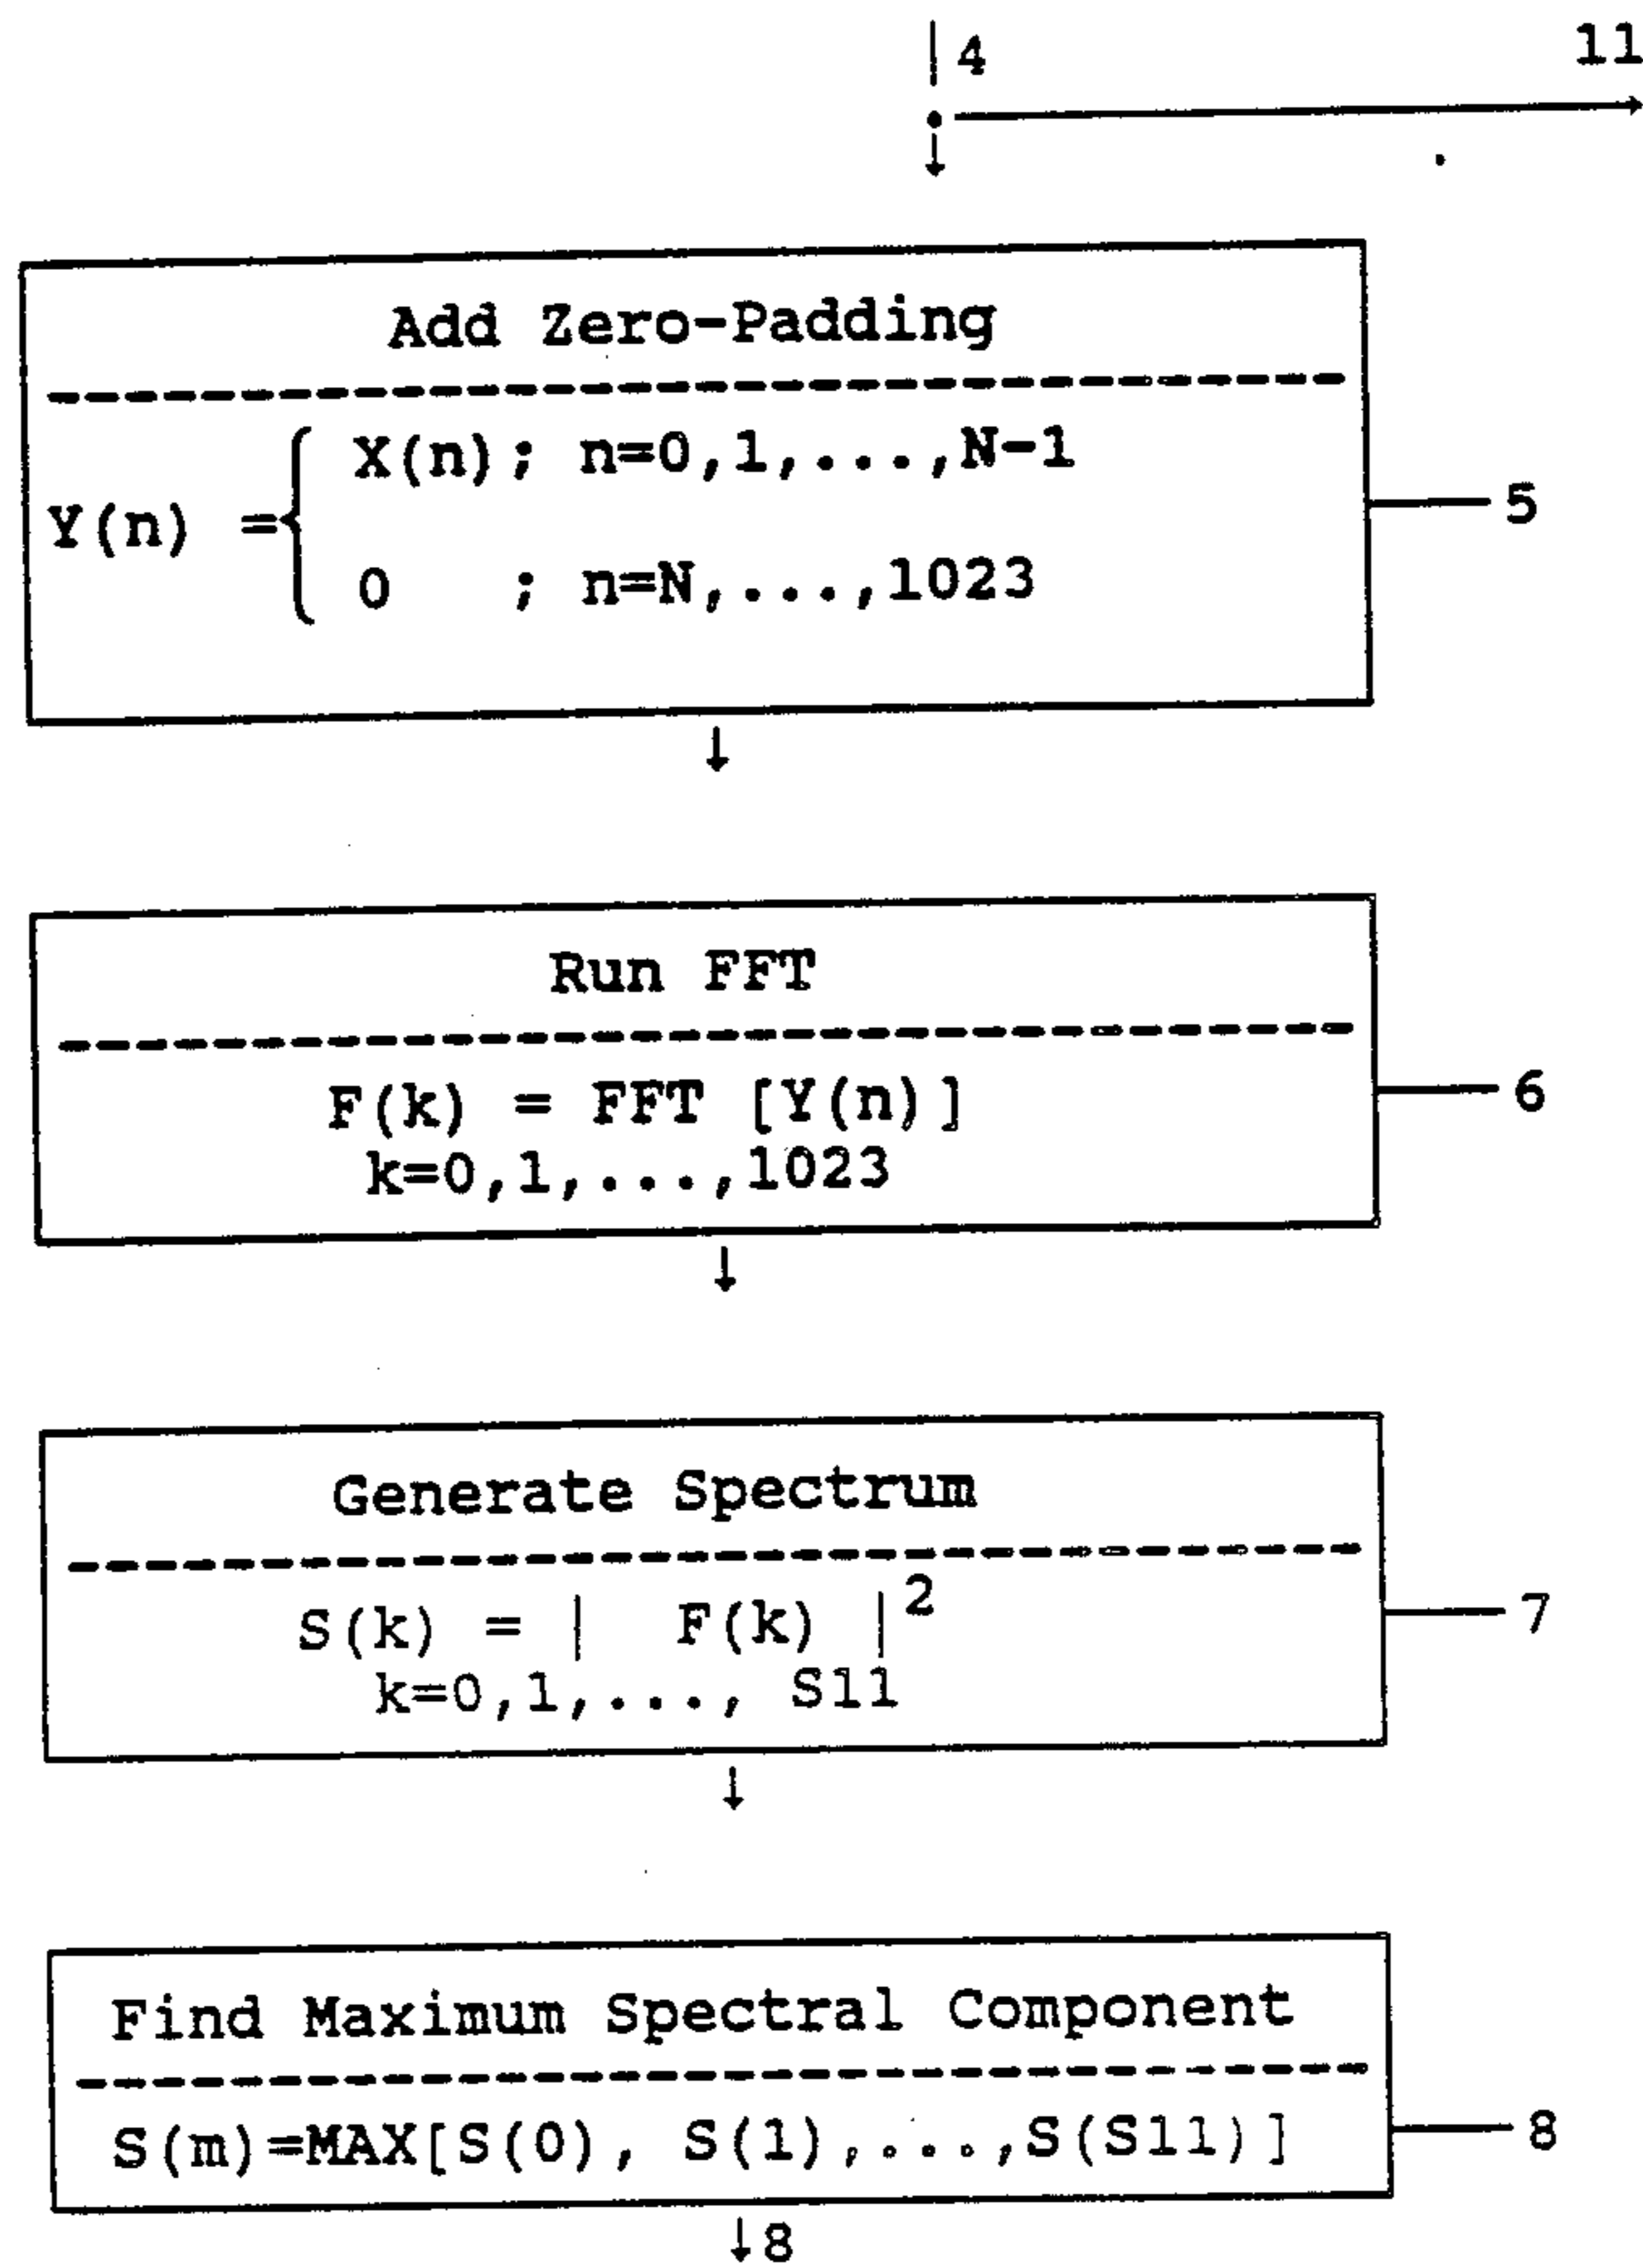 4
11
Add Zero-Padding
X(n); n=0,1,...,N-1
Y(n) ={
5
0 ; n=N,...,1023
Run FFT
F(k) = FFT [Y(n)]
6
k=0,1,...,1023
Generate Spectrum
S(k) = | F(k) |2
7
k=0,1,..., S11
Find Maximum Spectral Component
S(m)=MAX[S(0), S(1),...,S(S11)]
8
8